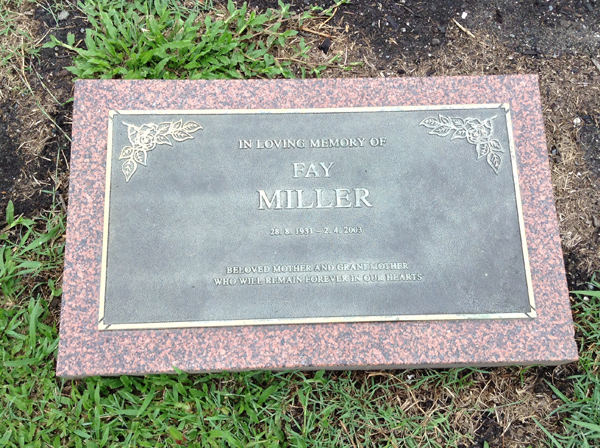 IN LOVING MEMORY OF
FAY
MILLER
28. 8. 1931 – 2. 4. 2003
BELOVED MOTHER AND GRANDMOTHER
WHO WILL REMAIN FOREVER IN OUR HEARTS